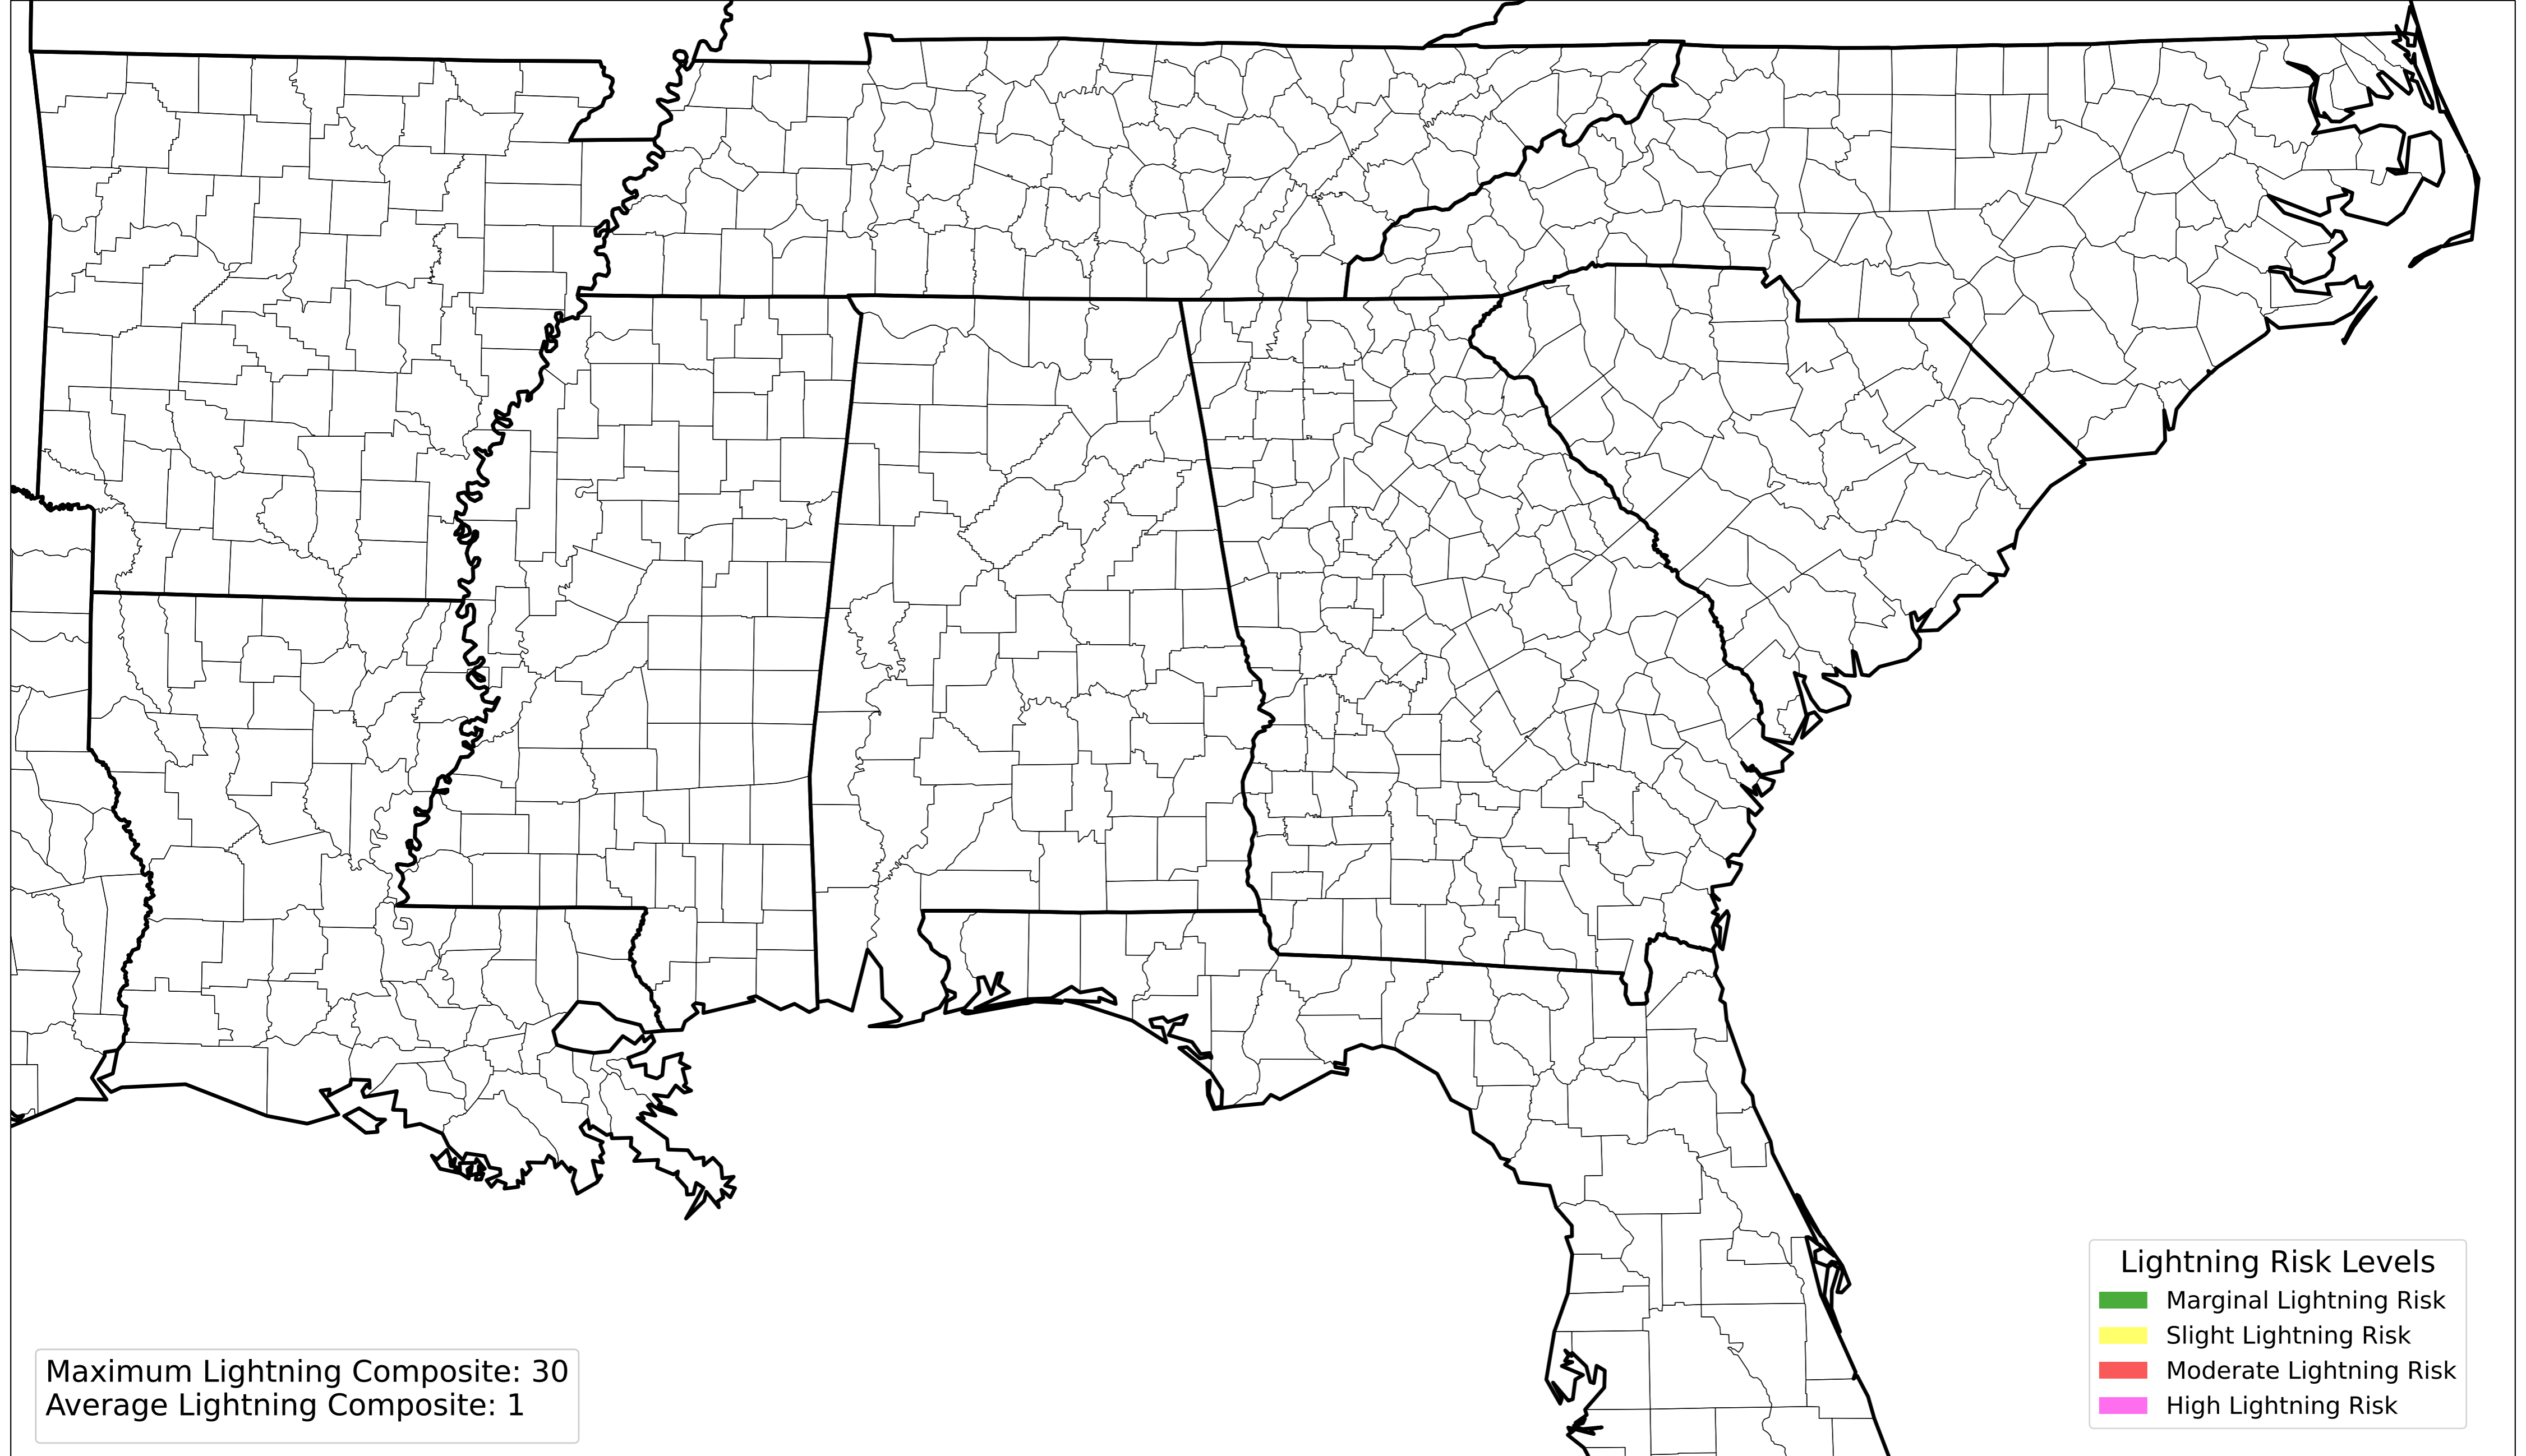 Maximum Lightning Composite: 30
Average Lightning Composite: 1
Lightning Risk Levels
Marginal Lightning Risk
Slight Lightning Risk
Moderate Lightning Risk
High Lightning Risk